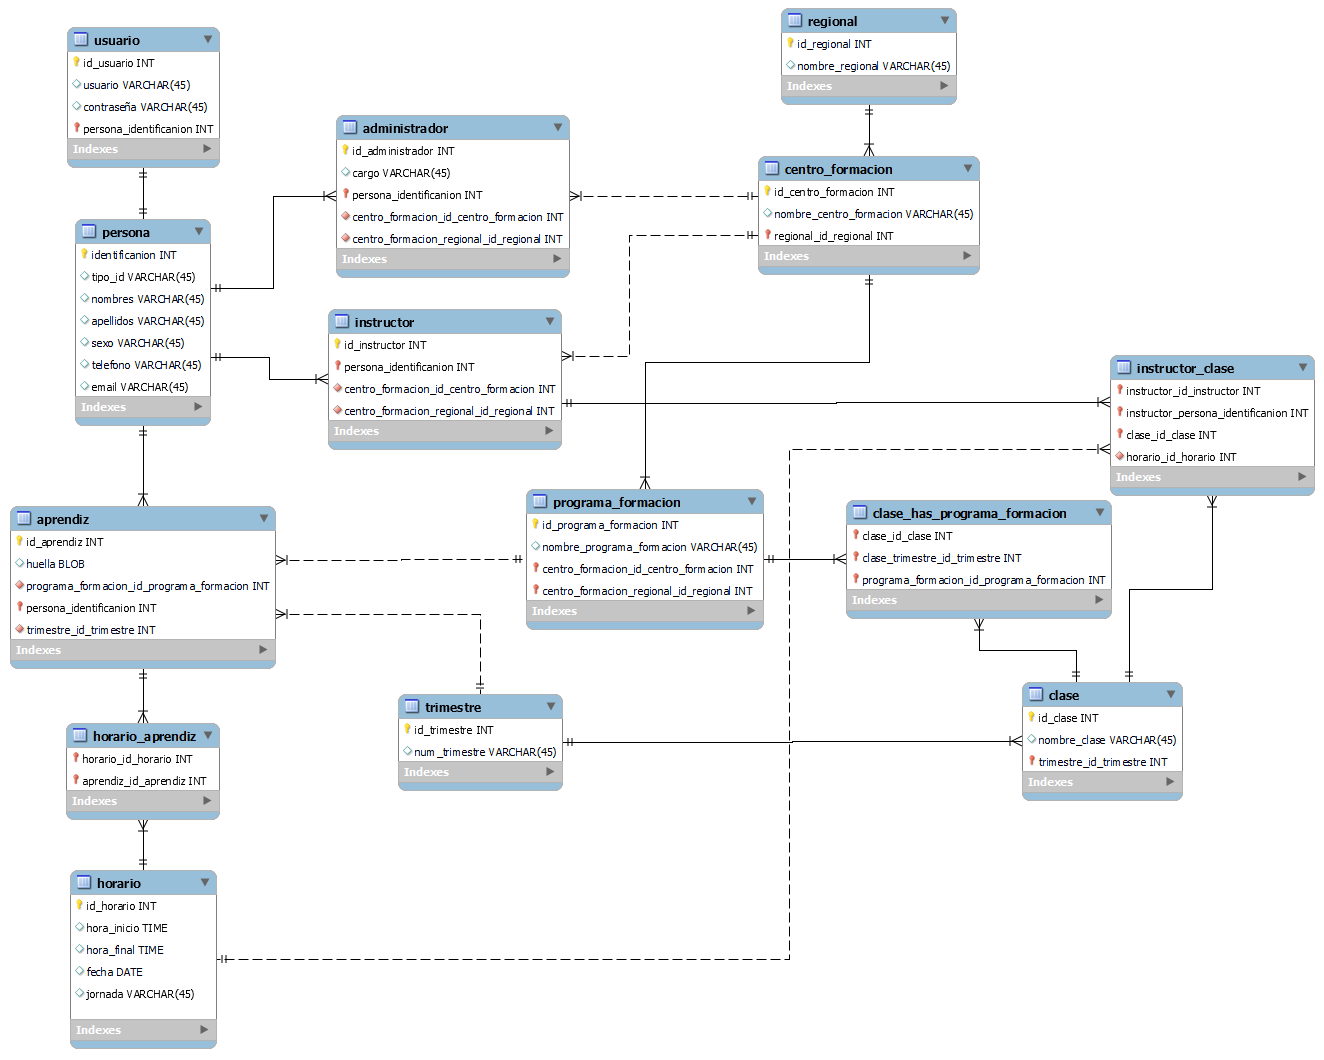 usuario
id_usuario INT
usuario VARCHAR(45)
contraseña VARCHAR(45)
persona_identificanion INT
Indexes
persona
identificanion INT
tipo_id VARCHAR(45)
nombres VARCHAR(45)
apellidos VARCHAR(45)
sexo VARCHAR(45)
telefono VARCHAR(45)
email VARCHAR(45)
Indexes
administrador
id_administrador INT
cargo VARCHAR(45)
persona_identificanion INT
centro_formacion_id_centro_formacion INT
centro_formacion_regional_id_regional INT
Indexes
instructor
id_instructor INT
persona_identificanion INT
centro_formacion_id_centro_formacion INT
centro_formacion_regional_id_regional INT
Indexes
regional
id_regional INT
nombre_regional VARCHAR(45)
Indexes
centro_formacion
id_centro_formacion INT
nombre_centro_formacion VARCHAR(45)
regional_id_regional INT
Indexes
instructor_clase
instructor_id_instructor INT
instructor_persona_identificanion INT
clase_id_clase INT
horario_id_horario INT
Indexes
aprendiz
id_aprendiz INT
huella BLOB
programa_formacion_id_programa_formacion INT
persona_identificanion INT
trimestre_id_trimestre INT
Indexes
programa_formacion
id_programa_formacion INT
nombre_programa_formacion VARCHAR(45)
centro_formacion_id_centro_formacion INT
centro_formacion_regional_id_regional INT
Indexes
clase_has_programa_formacion
clase_id_clase INT
clase_trimestre_id_trimestre INT
programa_formacion_id_programa_formacion INT
Indexes
trimestre
id_trimestre INT
num_trimestre VARCHAR(45)
Indexes
clase
id_clase INT
nombre_clase VARCHAR(45)
trimestre_id_trimestre INT
Indexes
horario_aprendiz
horario_id_horario INT
aprendiz_id_aprendiz INT
Indexes
horario
id_horario INT
hora_inicio TIME
hora_final TIME
fecha DATE
jornada VARCHAR(45)
Indexes